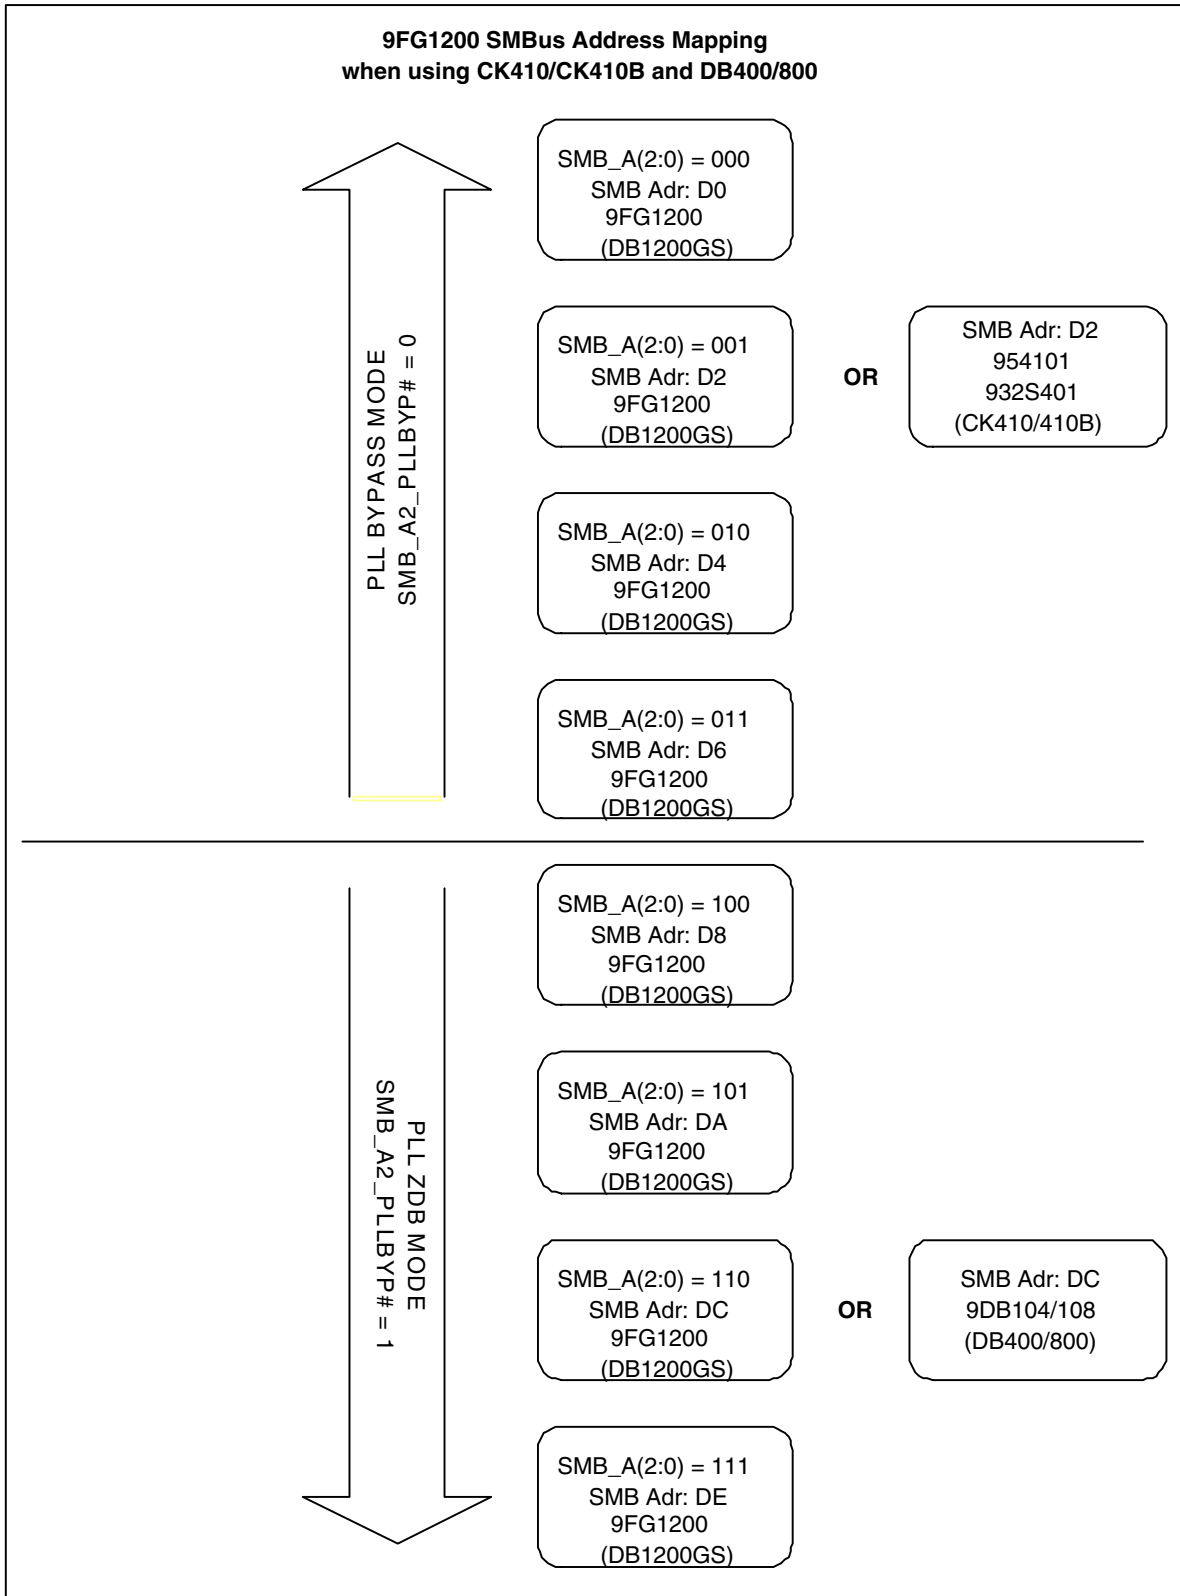 9FG1200 SMBus Address Mapping
when using CK410/CK410B and DB400/800
PLL BYPASS MODE
SMB_A2_PLLBYP# = 0
SMB_A(2:0) = 000
SMB Adr: D0
9FG1200
(DB1200GS)
SMB_A(2:0) = 001
SMB Adr: D2
9FG1200
(DB1200GS)
OR
SMB Adr: D2
954101
932S401
(CK410/410B)
SMB_A(2:0) = 010
SMB Adr: D4
9FG1200
(DB1200GS)
SMB_A(2:0) = 011
SMB Adr: D6
9FG1200
(DB1200GS)
PLL ZDB MODE
SMB_A2_PLLBYP# = 1
SMB_A(2:0) = 100
SMB Adr: D8
9FG1200
(DB1200GS)
SMB_A(2:0) = 101
SMB Adr: DA
9FG1200
(DB1200GS)
SMB_A(2:0) = 110
SMB Adr: DC
9FG1200
(DB1200GS)
OR
SMB Adr: DC
9DB104/108
(DB400/800)
SMB_A(2:0) = 111
SMB Adr: DE
9FG1200
(DB1200GS)